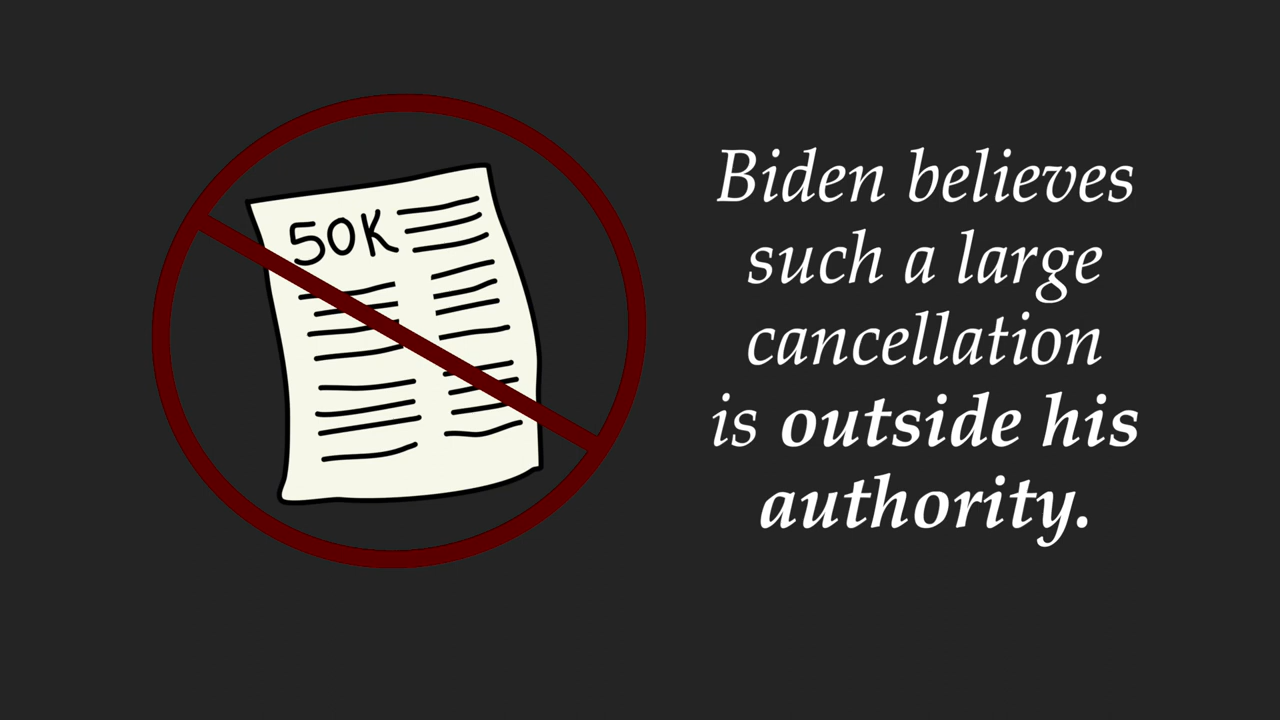 50K
Biden believes
such a large
cancellation
is outside his
authority.